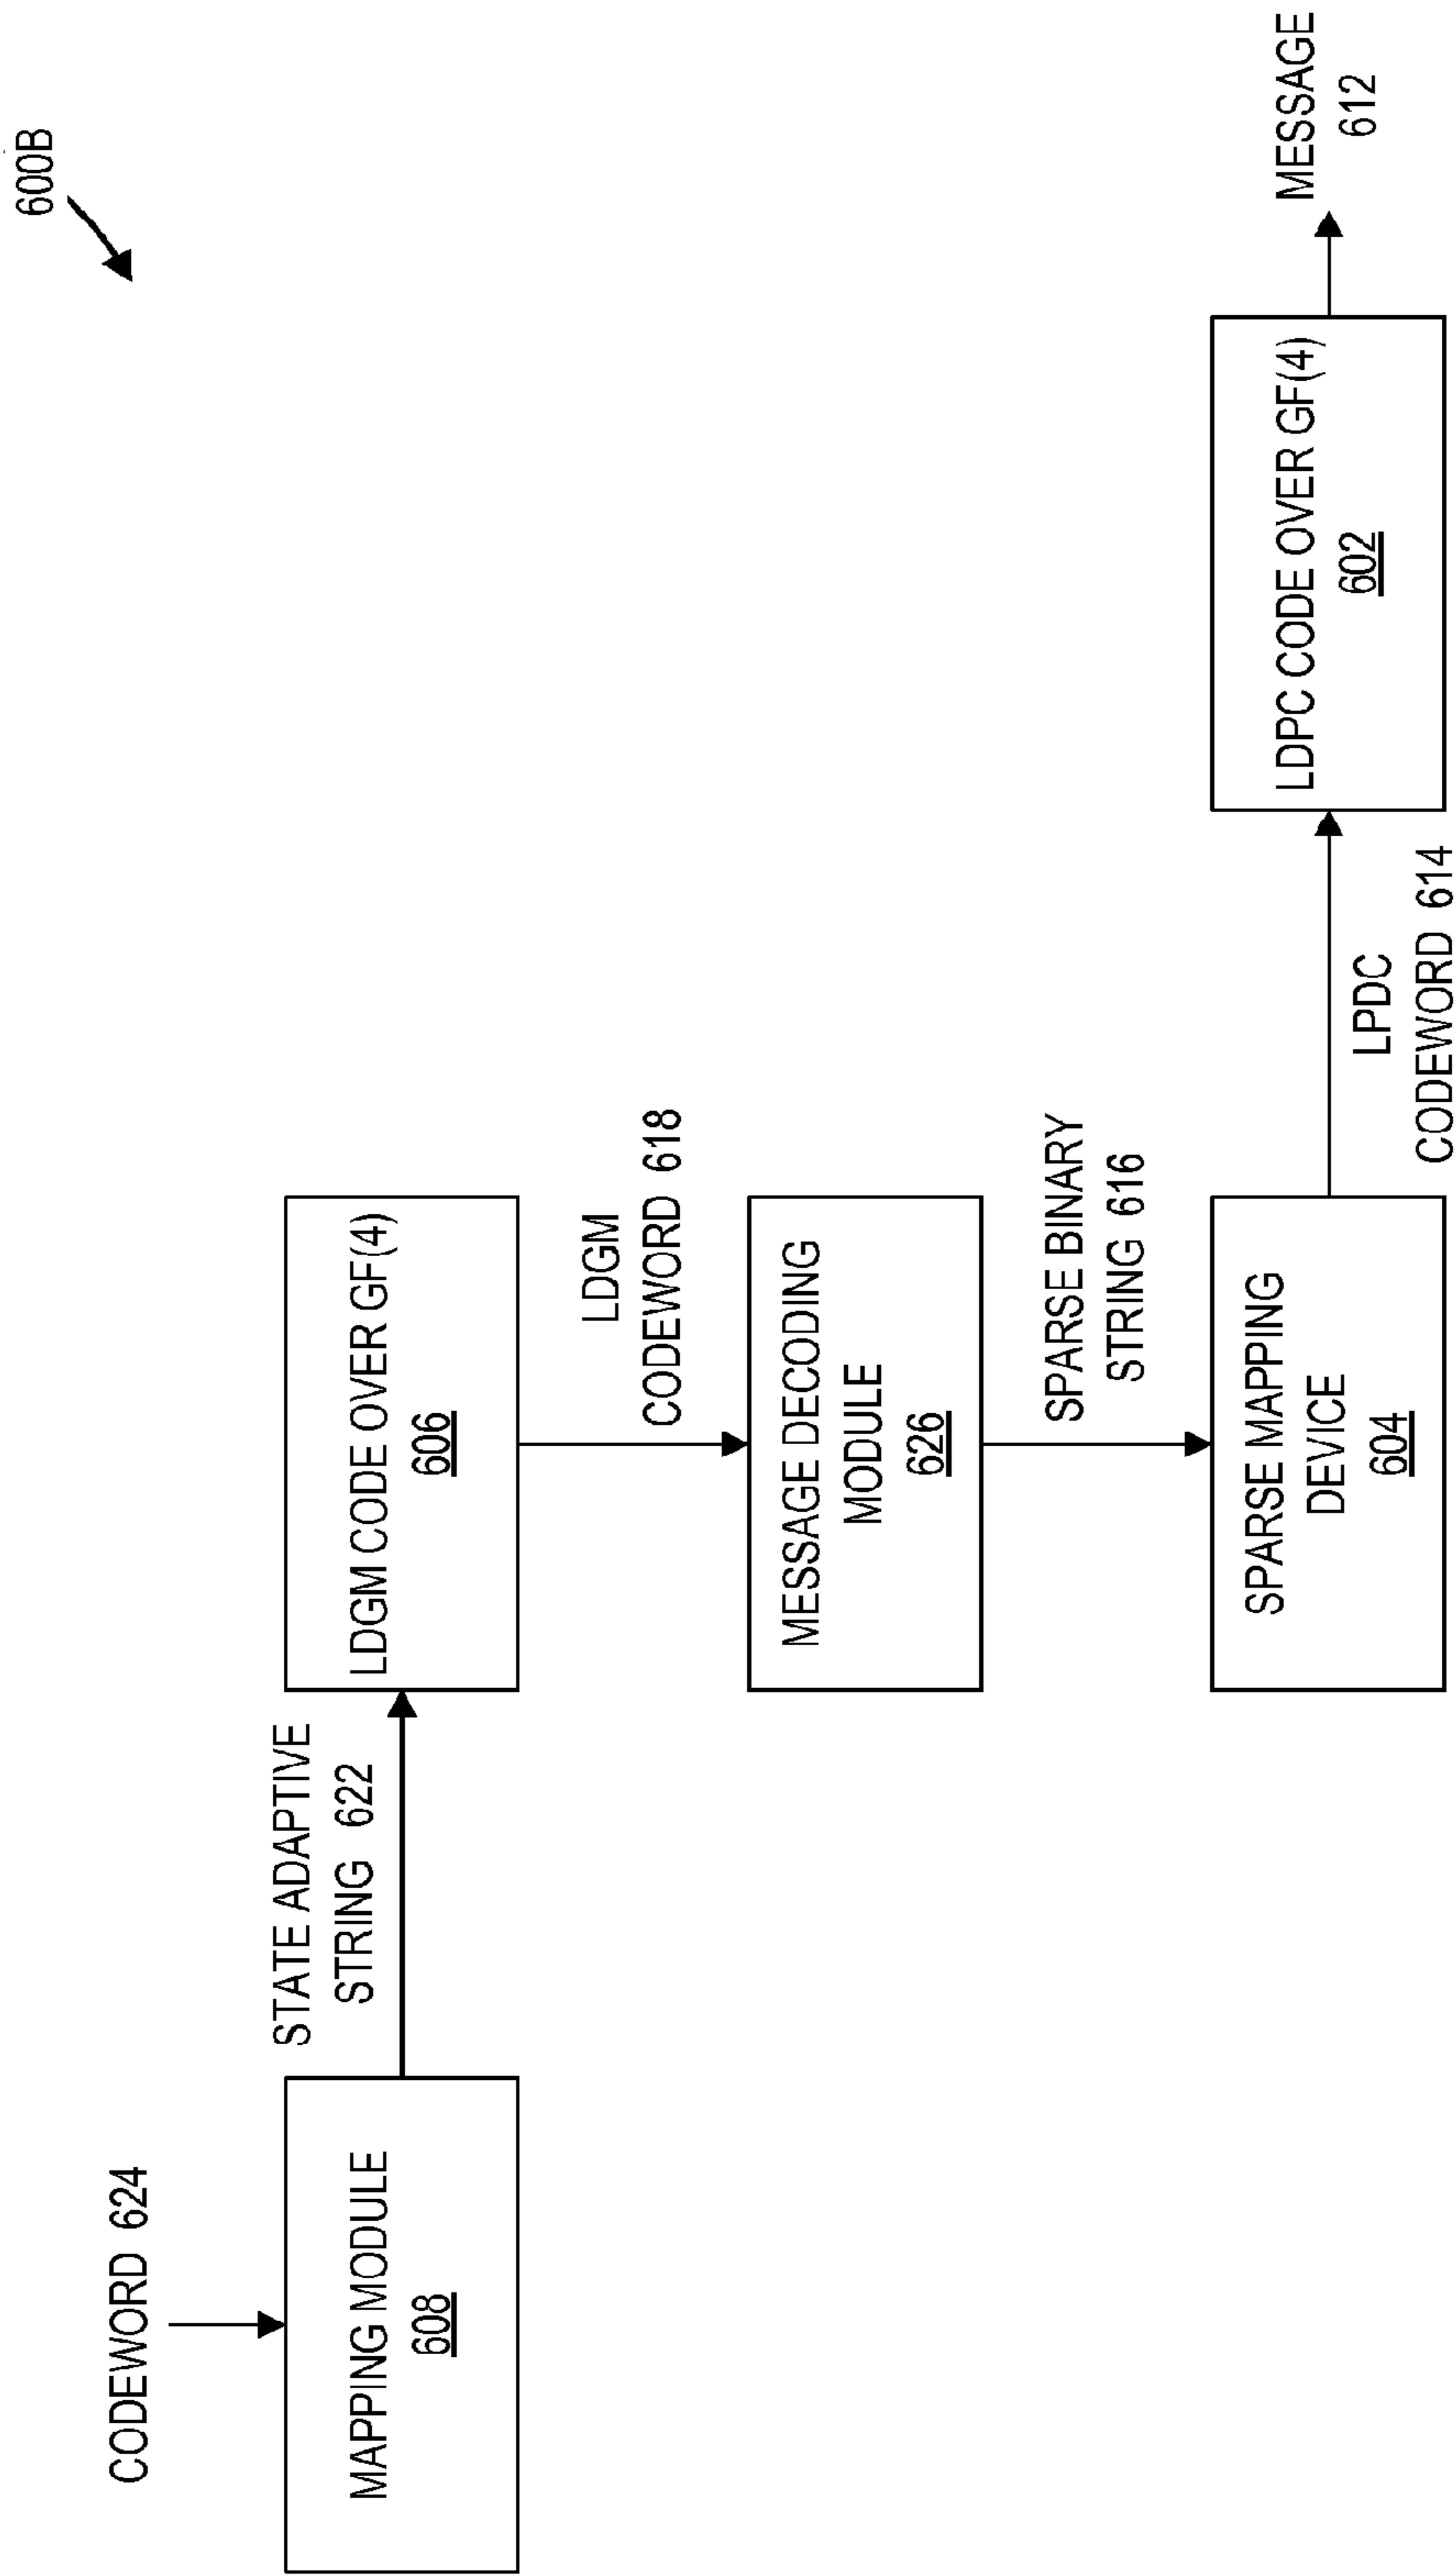 600B
CODEWORD 624
MAPPING MODULE
608
STATE ADAPTIVE
STRING 622
LDGM CODE OVER GF(4)
606
LDGM
CODEWORD 618
MESSAGE DECODING
MODULE
626
SPARSE BINARY
STRING 616
SPARSE MAPPING
DEVICE
604
LPDC
CODEWORD 614
LDPC CODE OVER GF(4)
602
MESSAGE
612